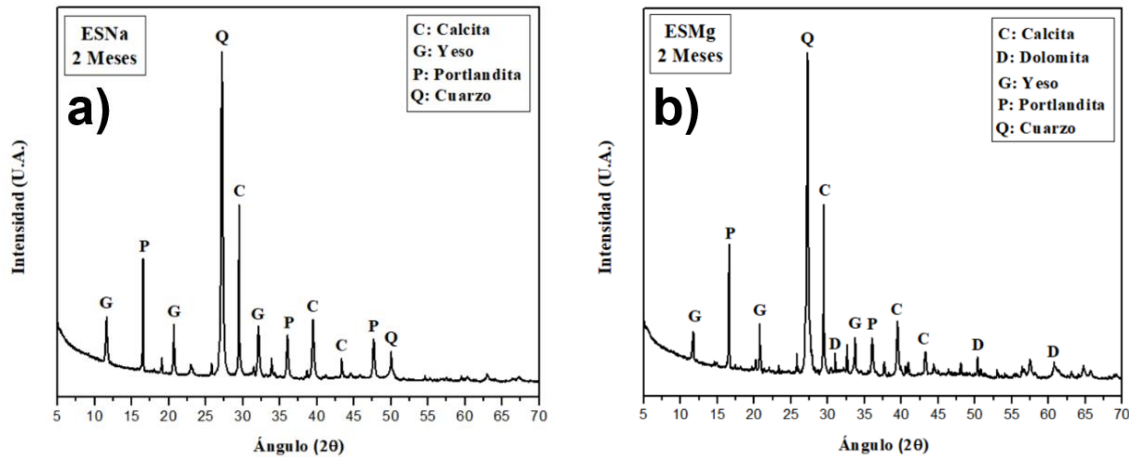 a)
ESNa
2 Meses
C: Calcita
G: Yeso
P: Portlandita
Q: Cuarzo
Intensidad (U.A.)
G
P
G
Q
C
G
P
C
C
P
Q
5 10 15 20 25 30 35 40 45 50 55 60 65 70
Ángulo (2θ)
b)
ESMg
2 Meses
C: Calcita
D: Dolomita
G: Yeso
P: Portlandita
Q: Cuarzo
Intensidad (U.A.)
G
P
G
Q
C
D
G
P
C
C
D
D
5 10 15 20 25 30 35 40 45 50 55 60 65 70
Ángulo (2θ)